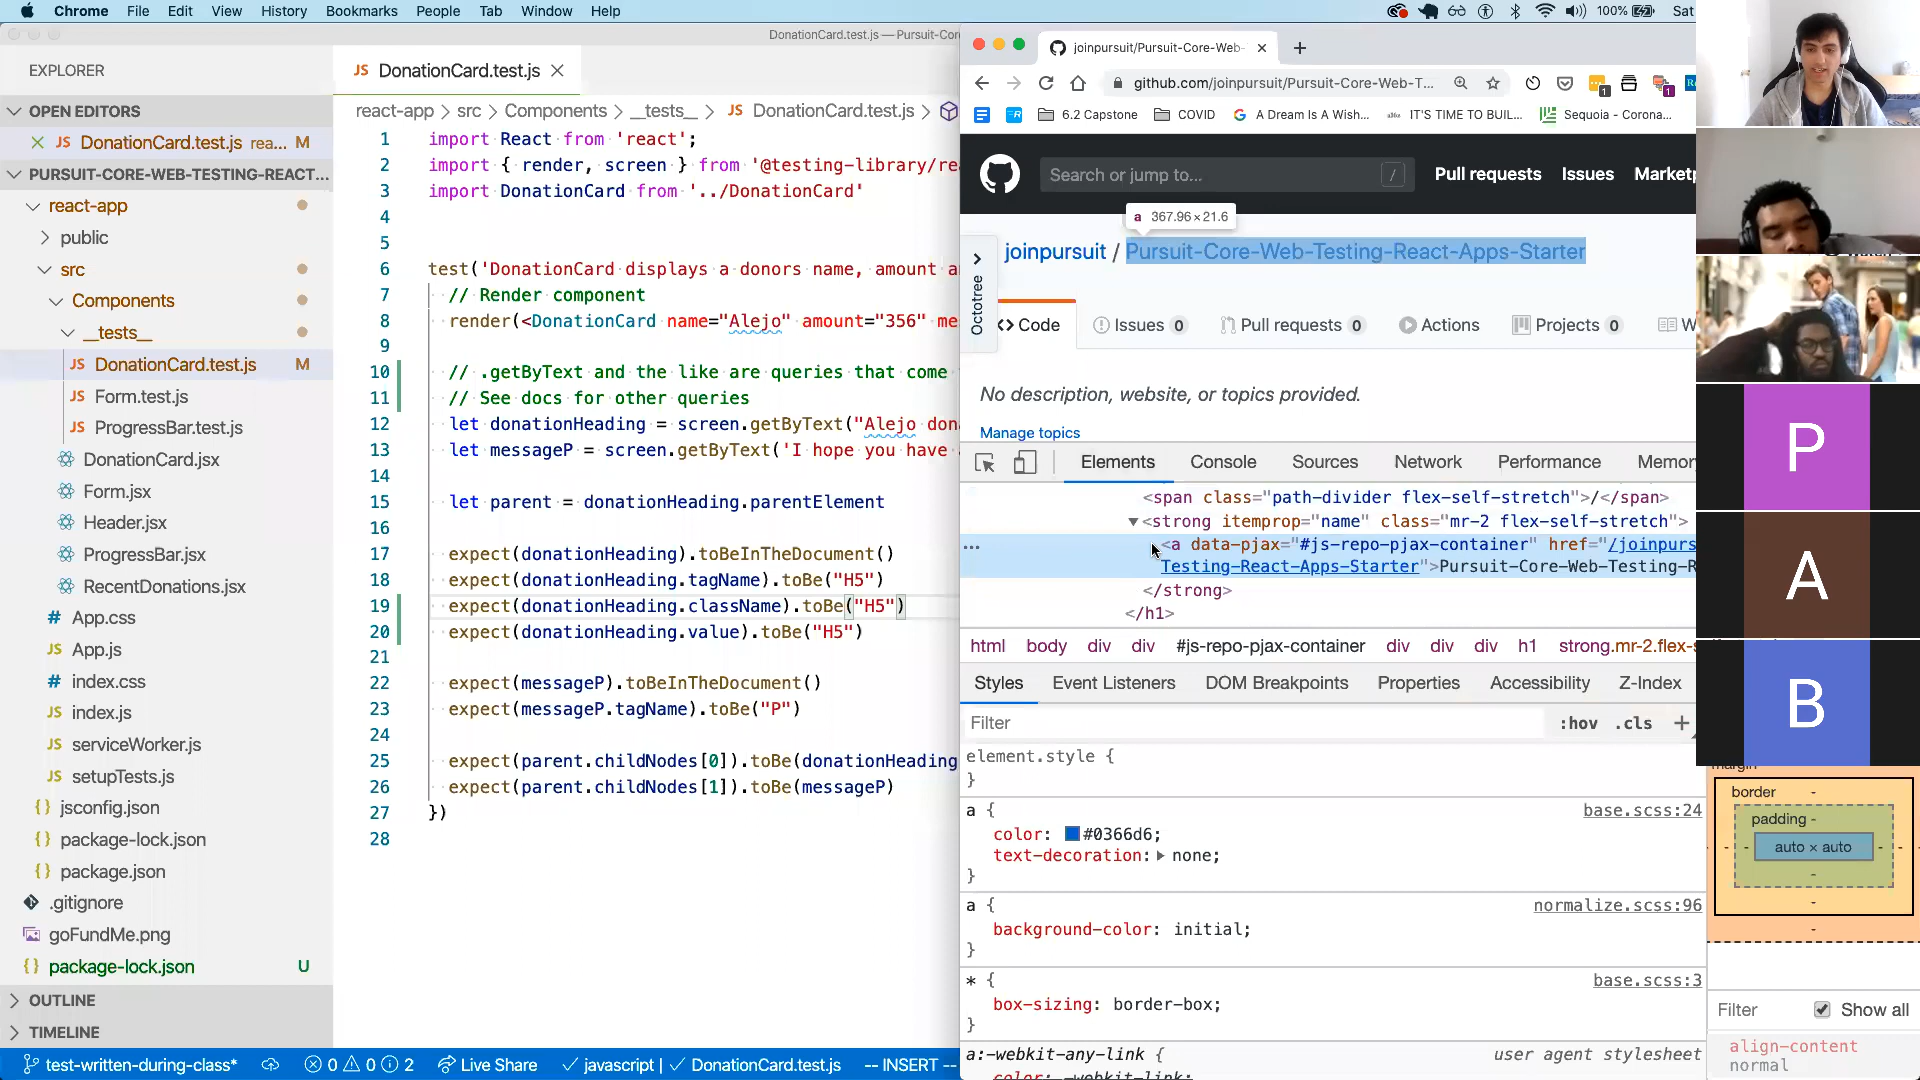 Chrome File Edit View History Bookmarks People Tab Window Help
100% Sat
DonationCard.test.js — Pursuit-Cor
EXPLORER
OPEN EDITORS
JS DonationCard.test.js rea... M
PURSUIT-CORE-WEB-TESTING-REACT...
react-app
public
src
Components
__tests__
JS DonationCard.test.js M
JS Form.test.js
JS ProgressBar.test.js
DonationCard.jsx
Form.jsx
Header.jsx
ProgressBar.jsx
RecentDonations.jsx
# App.css
JS App.js
# index.css
JS index.js
JS serviceWorker.js
JS setupTests.js
{} jsconfig.json
{} package-lock.json
{} package.json
.gitignore
goFundMe.png
{} package-lock.json U
OUTLINE
TIMELINE
JS DonationCard.test.js
react-app > src > Components > __tests__ > JS DonationCard.test.js >
1 import React from 'react';
2 import { render, screen } from '@testing-library/rea
3 import DonationCard from '../DonationCard'
4
5
6 test('DonationCard displays a donors name, amount a
7 // Render component
8 render(<DonationCard name="Alejo" amount="356" me
9
10 // .getByText and the like are queries that come
11 // See docs for other queries
12 let donationHeading = screen.getByText("Alejo don
13 let messageP = screen.getByText('I hope you have
14
15 let parent = donationHeading.parentElement
16
17 expect(donationHeading).toBeInTheDocument()
18 expect(donationHeading.tagName).toBe("H5")
19 expect(donationHeading.className).toBe("H5")
20 expect(donationHeading.value).toBe("H5")
21
22 expect(messageP).toBeInTheDocument()
23 expect(messageP.tagName).toBe("P")
24
25 expect(parent.childNodes[0]).toBe(donationHeading
26 expect(parent.childNodes[1]).toBe(messageP)
27 })
28
test-written-during-class* 0 0 2 Live Share javascript | DonationCard.test.js -- INSERT --
joinpursuit/Pursuit-Core-Web-
github.com/joinpursuit/Pursuit-Core-Web-T...
1 1
6.2 Capstone COVID A Dream Is A Wish... IT'S TIME TO BUIL... Sequoia - Corona...
Search or jump to... / Pull requests Issues Marketp
a 367.96 × 21.6
joinpursuit / Pursuit-Core-Web-Testing-React-Apps-Starter
Octotree
Code Issues 0 Pull requests 0 Actions Projects 0 W
No description, website, or topics provided.
Manage topics
Elements Console Sources Network Performance Memory
<span class="path-divider flex-self-stretch">/</span>
<strong itemprop="name" class="mr-2 flex-self-stretch">
<a data-pjax="#js-repo-pjax-container" href="/joinpurs
Testing-React-Apps-Starter">Pursuit-Core-Web-Testing-R
</strong>
</h1>
html body div div #js-repo-pjax-container div div div h1 strong.mr-2.flex-s
Styles Event Listeners DOM Breakpoints Properties Accessibility Z-Index
Filter :hov .cls +
element.style {
}
a { base.scss:24
color: #0366d6;
text-decoration: none;
}
a { normalize.scss:96
background-color: initial;
}
* { base.scss:3
box-sizing: border-box;
}
a:-webkit-any-link { user agent stylesheet
color: -webkit-link;
P
A
B
margin
border -
padding -
- - auto × auto - -
-
-
-
Filter Show all
align-content
normal